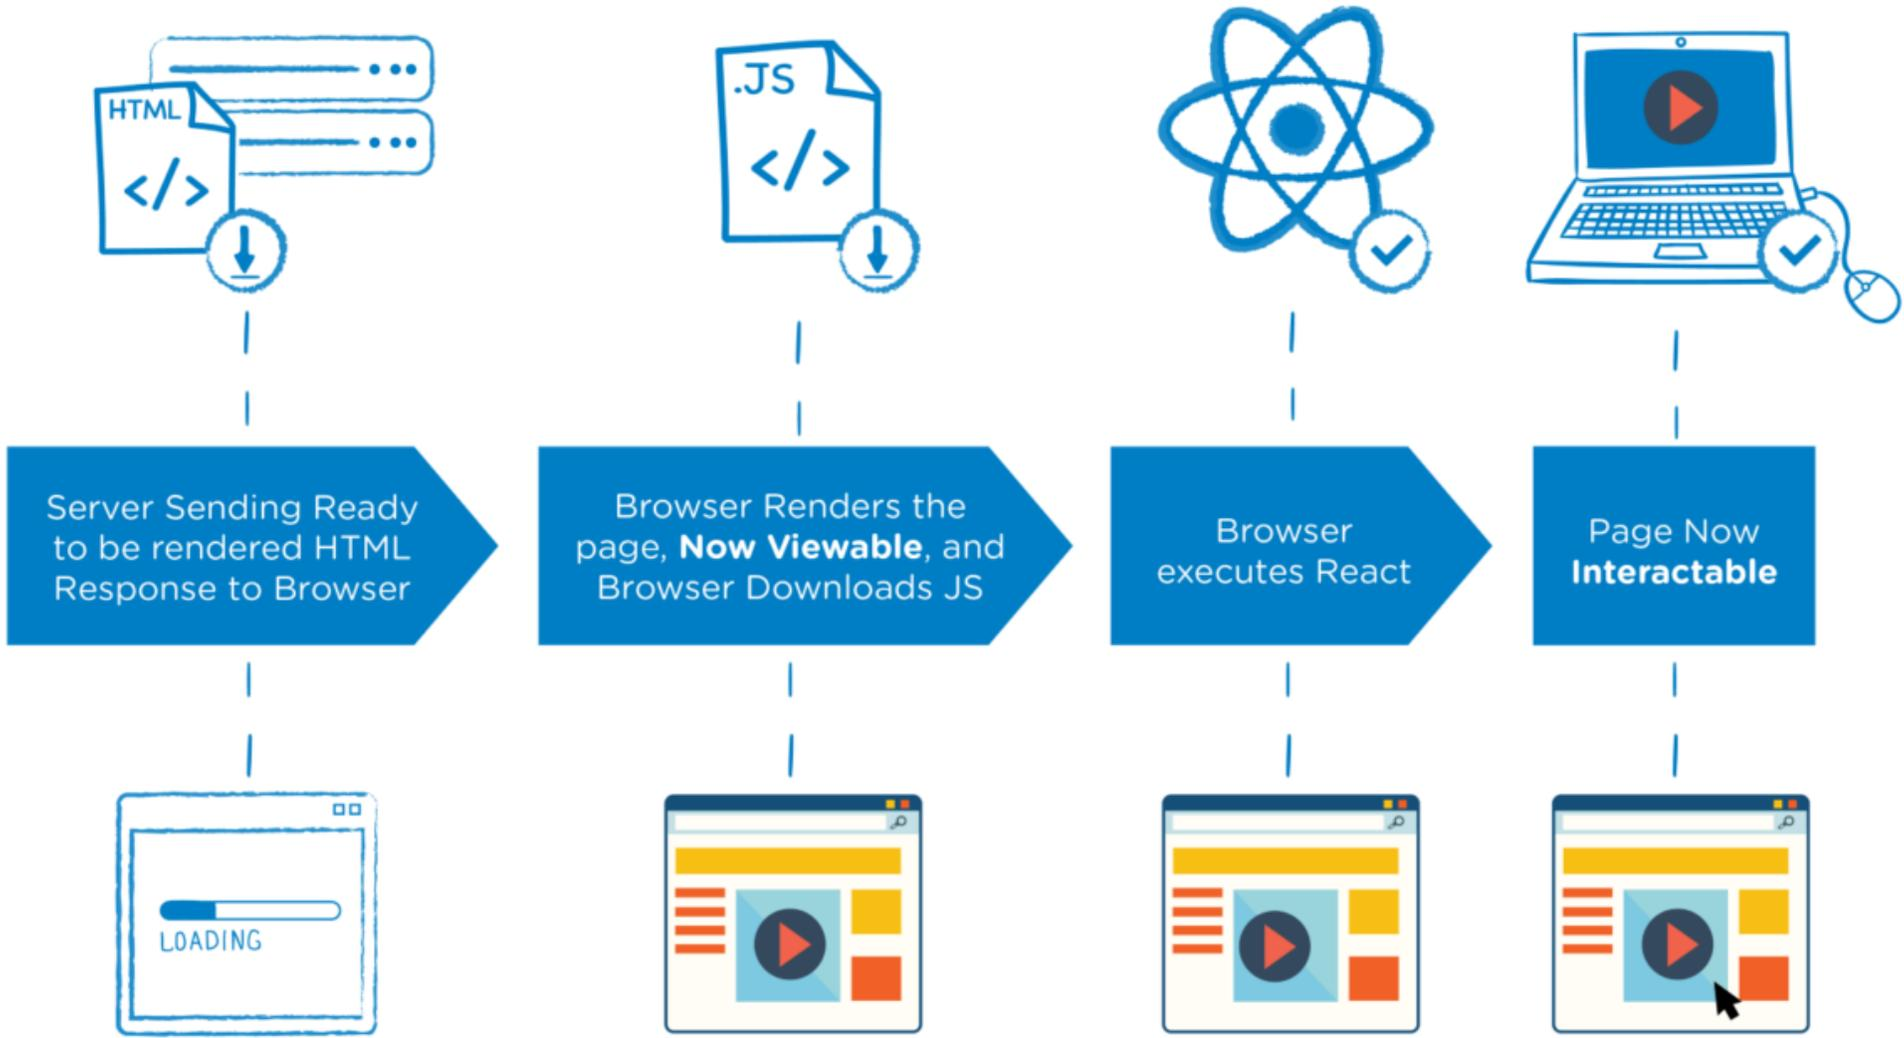 HTML
</>
.JS
</>
Server Sending Ready
to be rendered HTML
Response to Browser
Browser Renders the
page, Now Viewable, and
Browser Downloads JS
Browser
executes React
Page Now
Interactable
LOADING